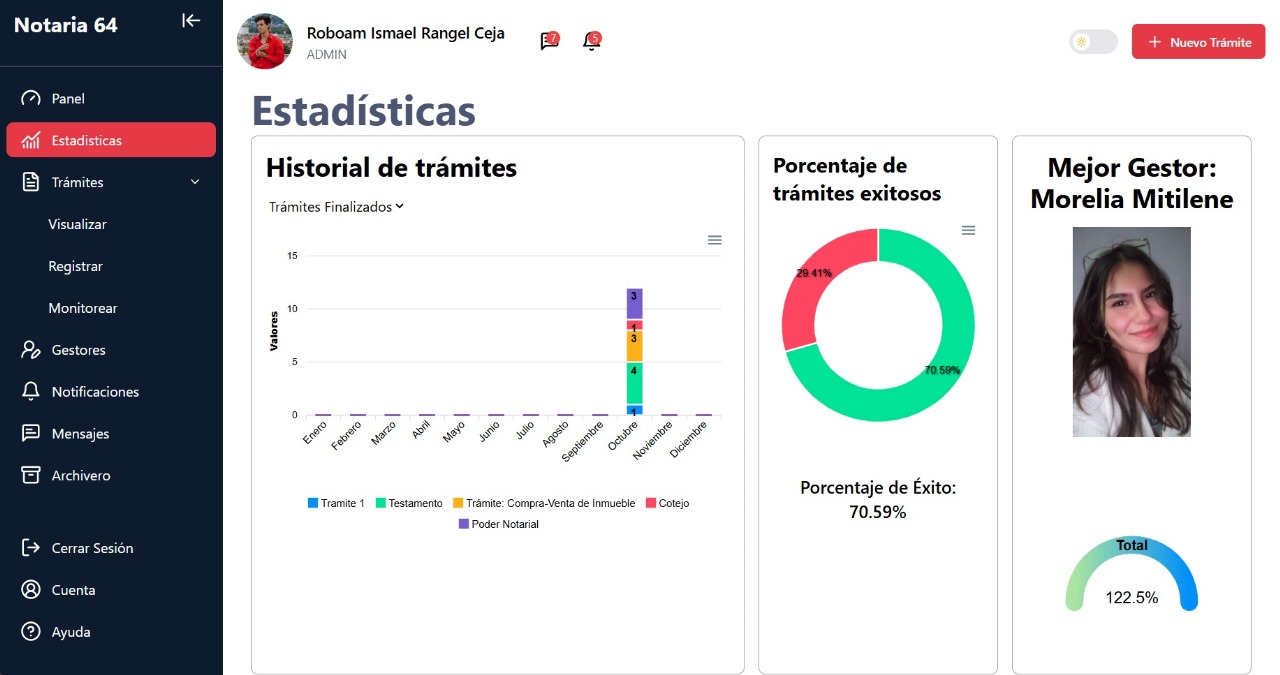 Notaria 64
Panel
Estadisticas
Trámites
Visualizar
Registrar
Monitorear
Gestores
Notificaciones
Mensajes
Archivero
Cerrar Sesión
Cuenta
Ayuda
Roboam Ismael Rangel Ceja
ADMIN
7
5
Nuevo Trámite
Estadísticas
Historial de trámites
Trámites Finalizados
15
10
5
0
Valores
3
1
3
4
1
Enero
Febrero
Marzo
Abril
Mayo
Junio
Julio
Agosto
Septiembre
Octubre
Noviembre
Diciembre
Tramite 1
Testamento
Trámite: Compra-Venta de Inmueble
Cotejo
Poder Notarial
Porcentaje de
trámites exitosos
29.41%
70.59%
Porcentaje de Éxito:
70.59%
Mejor Gestor:
Morelia Mitilene
Total
122.5%